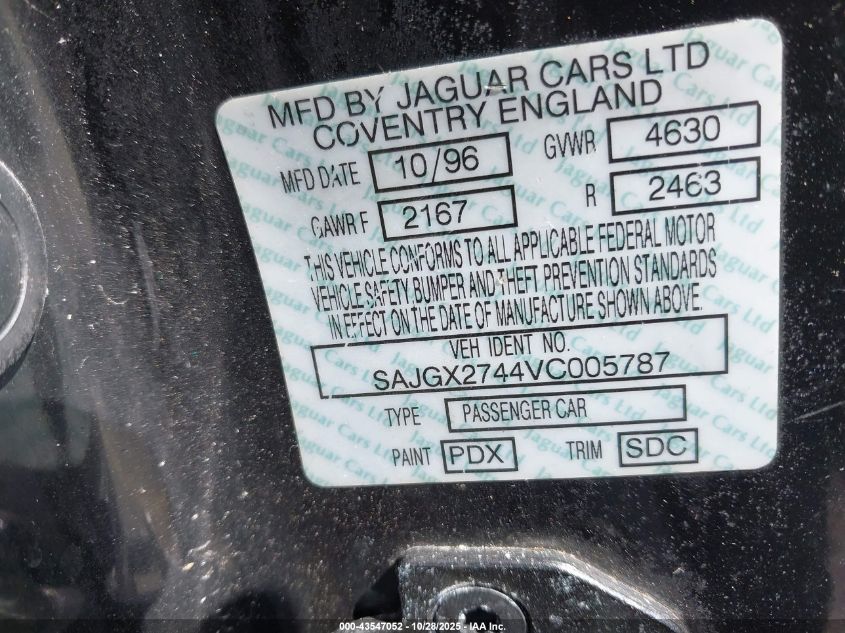 MFD BY JAGUAR CARS LTD
COVENTRY ENGLAND
MFD DATE 10/96 GVWR 4630
GAWR F 2167 R 2463
THIS VEHICLE CONFORMS TO ALL APPLICABLE FEDERAL MOTOR
VEHICLE SAFETY, BUMPER AND THEFT PREVENTION STANDARDS
IN EFFECT ON THE DATE OF MANUFACTURE SHOWN ABOVE.
VEH IDENT NO.
SAJGX2744VC005787
TYPE PASSENGER CAR
PAINT PDX TRIM SDC
000-43547052 - 10/28/2025 - IAA Inc.